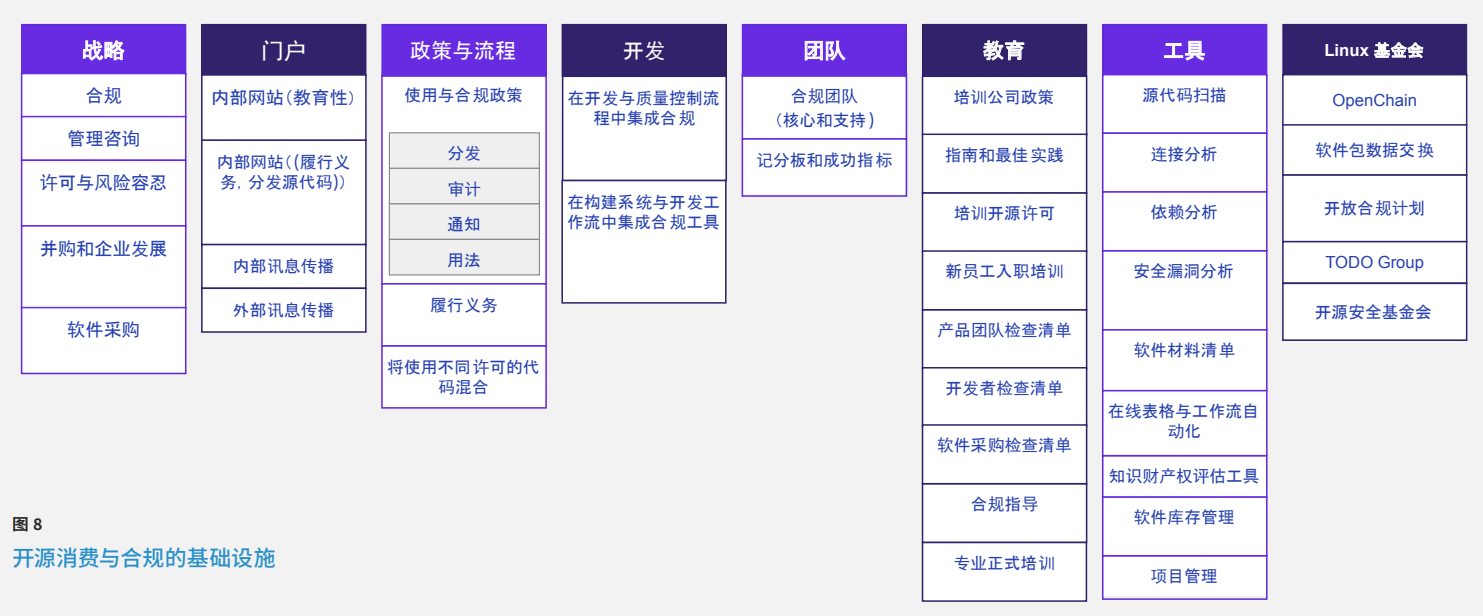 战略
合规
管理咨询
许可与风险容忍
并购和企业发展
软件采购
门户
内部网站(教育性)
内部网站((履行义
务, 分发源代码))
内部讯息传播
外部讯息传播
政策与流程
使用与合规政策
分发
审计
通知
用法
履行义务
将使用不同许可的代
码混合
开发
在开发与质量控制流
程中集成合规
在构建系统与开发工
作流中集成合规工具
团队
合规团队
(核心和支持)
记分板和成功指标
教育
培训公司政策
指南和最佳实践
培训开源许可
新员工入职培训
产品团队检查清单
开发者检查清单
软件采购检查清单
合规指导
专业正式培训
工具
源代码扫描
连接分析
依赖分析
安全漏洞分析
软件材料清单
在线表格与工作流自
动化
知识财产权评估工具
软件库存管理
项目管理
Linux 基金会
OpenChain
软件包数据交换
开放合规计划
TODO Group
开源安全基金会
图 8
开源消费与合规的基础设施